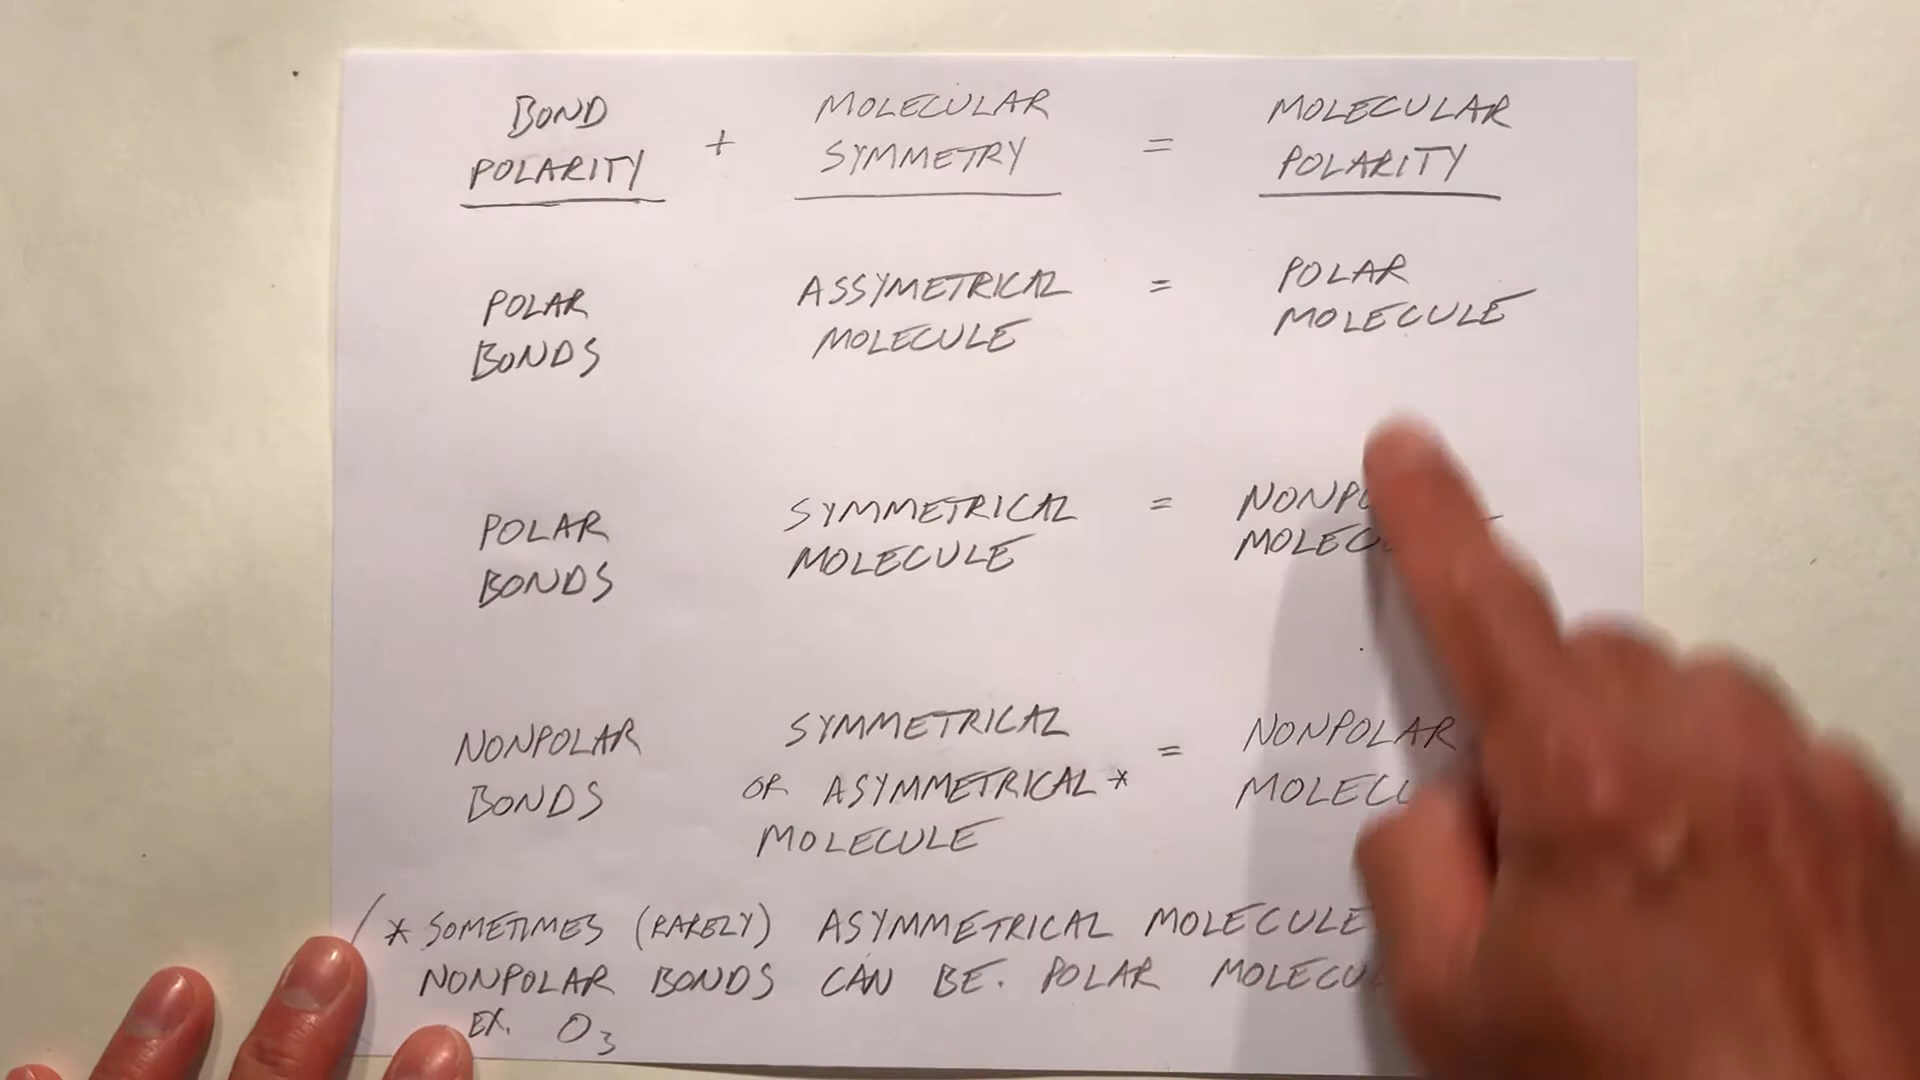 BOND POLARITY + MOLECULAR SYMMETRY = MOLECULAR POLARITY
POLAR BONDS ASSYMETRICAL MOLECULE = POLAR MOLECULE
POLAR BONDS SYMMETRICAL MOLECULE =
NONPOLAR BONDS SYMMETRICAL OR ASYMMETRICAL * MOLECULE = NONPOLAR
* SOMETIMES (RARELY) ASYMMETRICAL
NONPOLAR BONDS CAN BE. POLAR
EX. O3